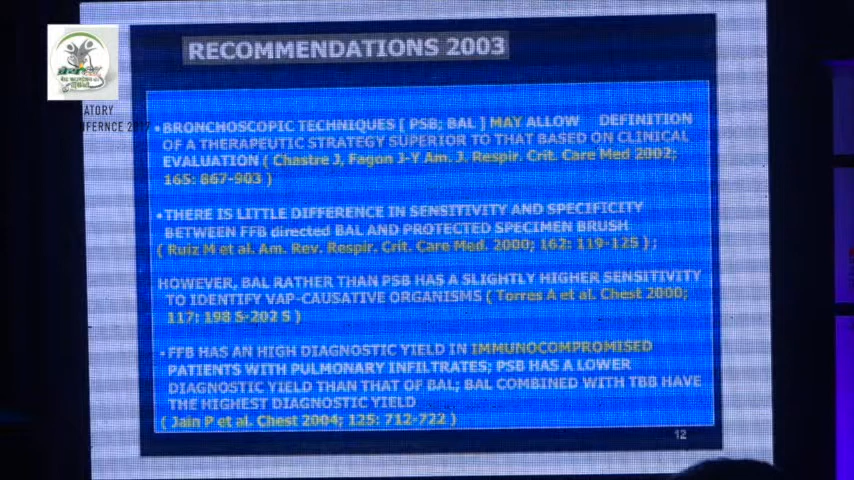 RECOMMENDATIONS 2003
ATORY
IFERNCE 2017
•BRONCHOSCOPIC TECHNIQUES [ PSB; BAL ] MAY ALLOW DEFINITION
OF A THERAPEUTIC STRATEGY SUPERIOR TO THAT BASED ON CLINICAL
EVALUATION ( Chastre J, Fagon J-Y Am. J. Respir. Crit. Care Med 2002;
165: 867-903 )
•THERE IS LITTLE DIFFERENCE IN SENSITIVITY AND SPECIFICITY
BETWEEN FFB directed BAL AND PROTECTED SPECIMEN BRUSH
( Ruiz M et al. Am. Rev. Respir. Crit. Care Med. 2000; 162: 119-125 ) ;
HOWEVER, BAL RATHER THAN PSB HAS A SLIGHTLY HIGHER SENSITIVITY
TO IDENTIFY VAP-CAUSATIVE ORGANISMS ( Torres A et al. Chest 2000;
117: 198 S-202 S )
•FFB HAS AN HIGH DIAGNOSTIC YIELD IN IMMUNOCOMPROMISED
PATIENTS WITH PULMONARY INFILTRATES; PSB HAS A LOWER
DIAGNOSTIC YIELD THAN THAT OF BAL; BAL COMBINED WITH TBB HAVE
THE HIGHEST DIAGNOSTIC YIELD
( Jain P et al. Chest 2004; 125: 712-722 )
12